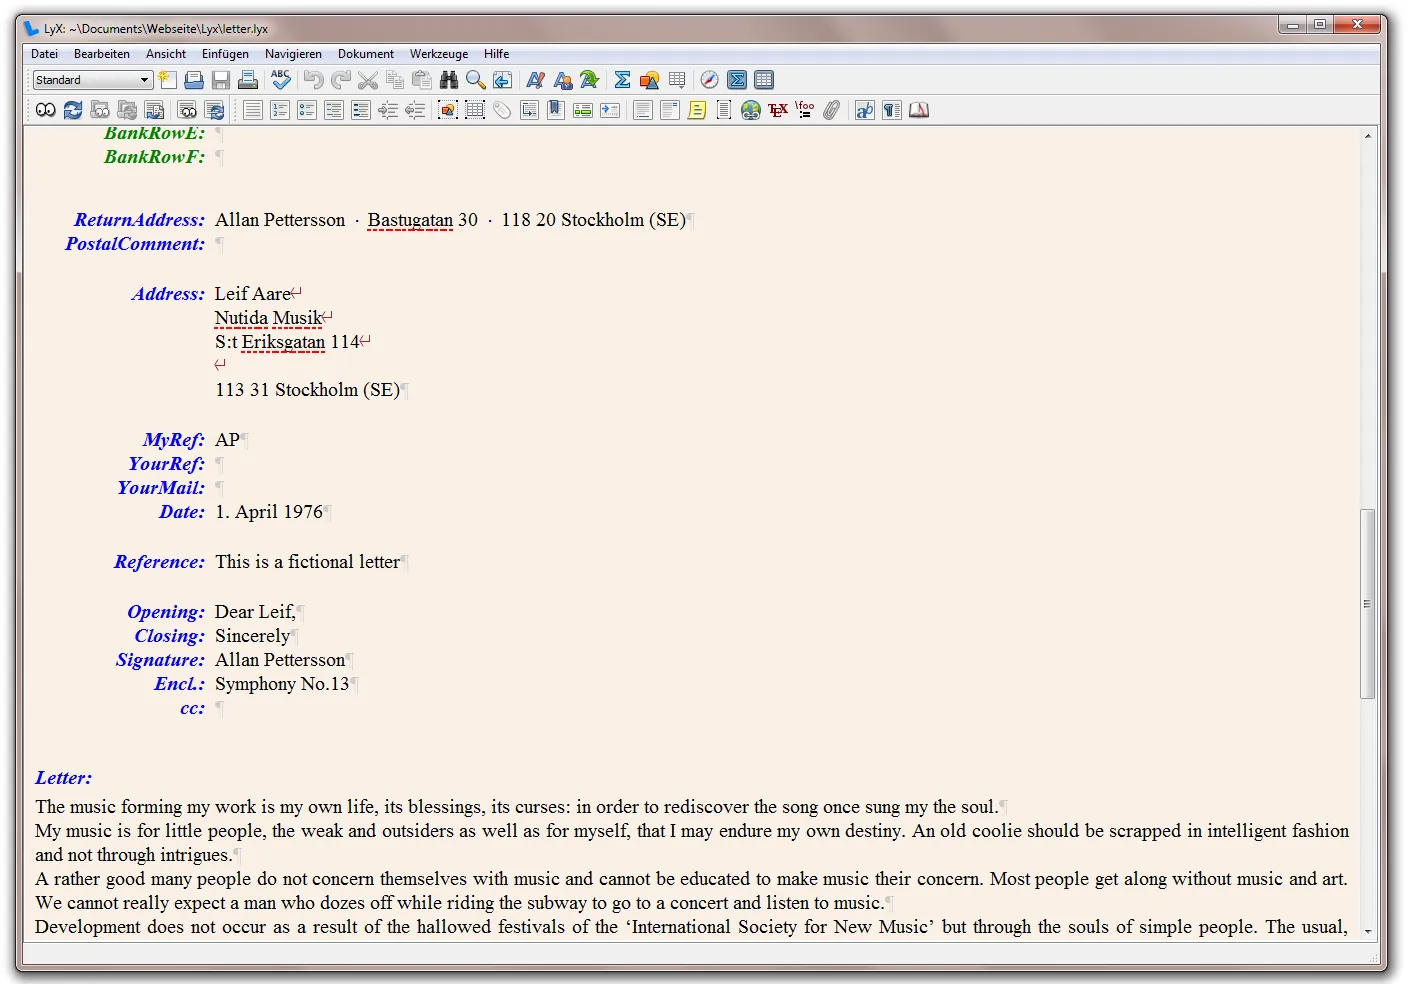 LyX: ~\Documents\Webseite\Lyx\letter.lyx
Datei Bearbeiten Ansicht Einfügen Navigieren Dokument Werkzeuge Hilfe
Standard ABC
TEX \foo := ab
BankRowE: ¶
BankRowF: ¶
ReturnAddress: Allan Pettersson · Bastugatan 30 · 118 20 Stockholm (SE)¶
PostalComment: ¶
Address: Leif Aare↵
Nutida Musik↵
S:t Eriksgatan 114↵
↵
113 31 Stockholm (SE)¶
MyRef: AP¶
YourRef: ¶
YourMail: ¶
Date: 1. April 1976¶
Reference: This is a fictional letter¶
Opening: Dear Leif,¶
Closing: Sincerely¶
Signature: Allan Pettersson¶
Encl.: Symphony No.13¶
cc: ¶
Letter:
The music forming my work is my own life, its blessings, its curses: in order to rediscover the song once sung my the soul.¶
My music is for little people, the weak and outsiders as well as for myself, that I may endure my own destiny. An old coolie should be scrapped in intelligent fashion
and not through intrigues.¶
A rather good many people do not concern themselves with music and cannot be educated to make music their concern. Most people get along without music and art.
We cannot really expect a man who dozes off while riding the subway to go to a concert and listen to music.¶
Development does not occur as a result of the hallowed festivals of the ‘International Society for New Music’ but through the souls of simple people. The usual,